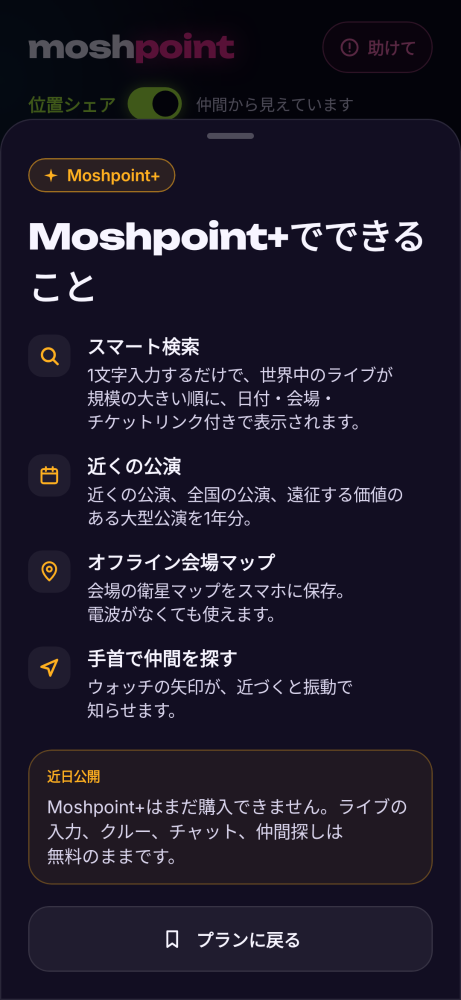 moshpoint
助けて
位置シェア
仲間から見えています
Moshpoint+
Moshpoint+でできる
こと
スマート検索
1文字入力するだけで、世界中のライブが
規模の大きい順に、日付・会場・
チケットリンク付きで表示されます。
近くの公演
近くの公演、全国の公演、遠征する価値の
ある大型公演を1年分。
オフライン会場マップ
会場の衛星マップをスマホに保存。
電波がなくても使えます。
手首で仲間を探す
ウォッチの矢印が、近づくと振動で
知らせます。
近日公開
Moshpoint+はまだ購入できません。ライブの
入力、クルー、チャット、仲間探しは
無料のままです。
プランに戻る